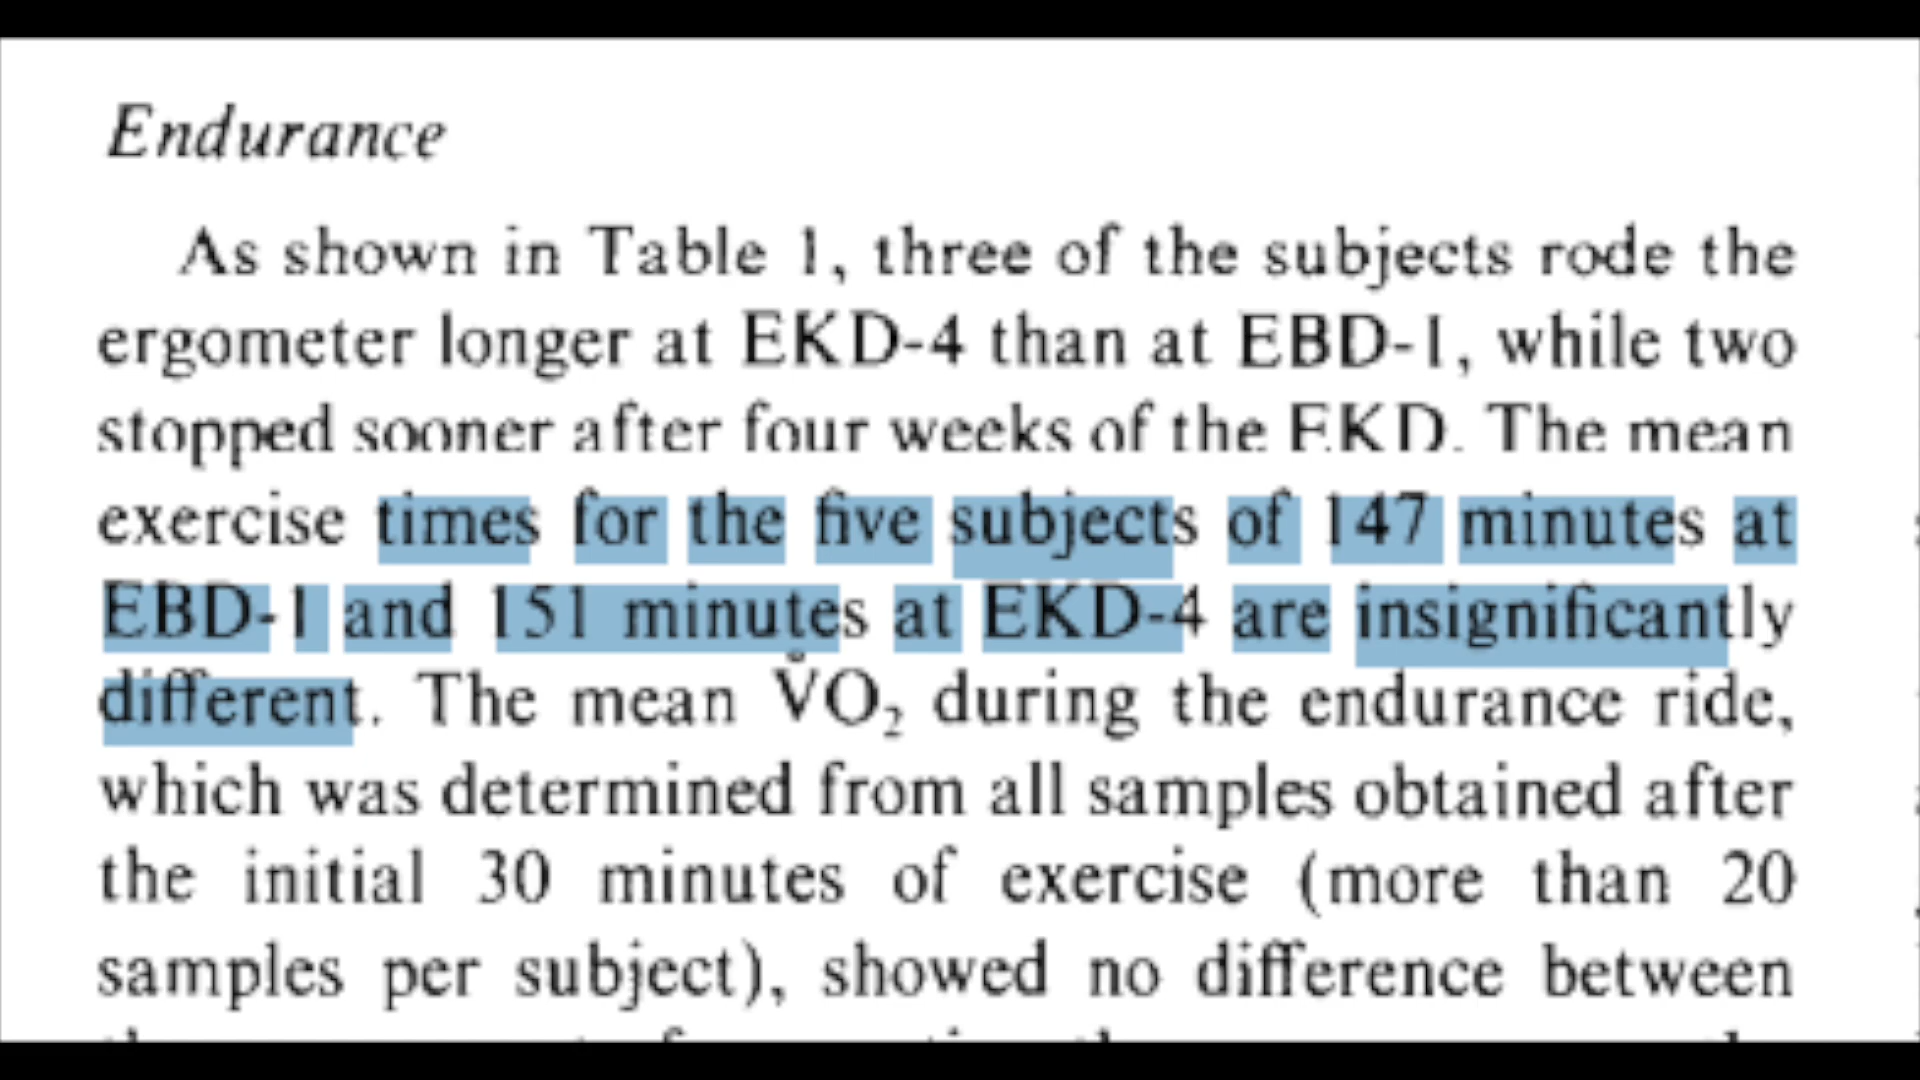 Endurance
As shown in Table 1, three of the subjects rode the
ergometer longer at EKD-4 than at EBD-1, while two
stopped sooner after four weeks of the EKD. The mean
exercise times for the five subjects of 147 minutes at
EBD-1 and 151 minutes at EKD-4 are insignificantly
different. The mean V̊O₂ during the endurance ride,
which was determined from all samples obtained after
the initial 30 minutes of exercise (more than 20
samples per subject), showed no difference between